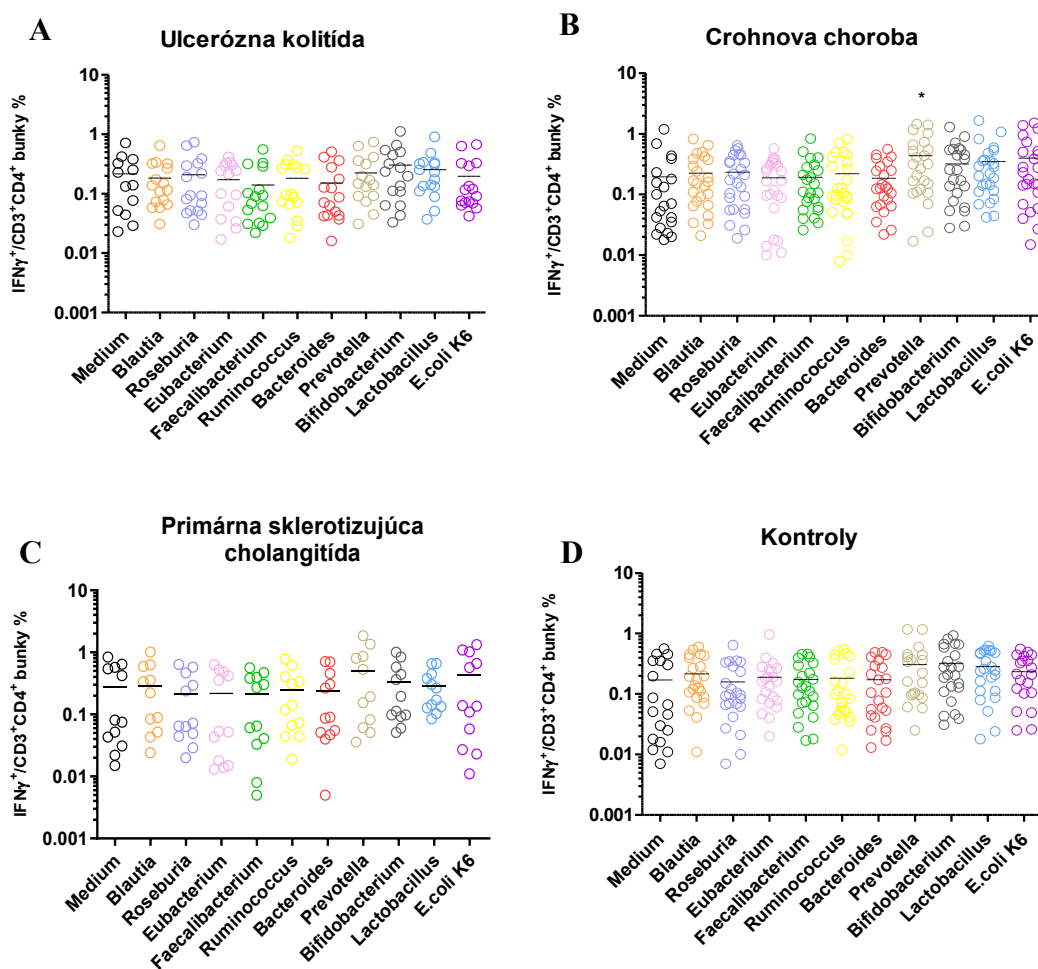 A
Ulcerózna kolitída
IFNγ⁺/CD3⁺CD4⁺ bunky %
10
1
0.1
0.01
0.001
Medium
Blautia
Roseburia
Eubacterium
Faecalibacterium
Ruminococcus
Bacteroides
Prevotella
Bifidobacterium
Lactobacillus
E.coli K6
B
Crohnova choroba
IFNγ⁺/CD3⁺CD4⁺ bunky %
10
1
0.1
0.01
0.001
*
Medium
Blautia
Roseburia
Eubacterium
Faecalibacterium
Ruminococcus
Bacteroides
Prevotella
Bifidobacterium
Lactobacillus
E.coli K6
C
Primárna sklerotizujúca
cholangitída
IFNγ⁺/CD3⁺CD4⁺ bunky %
10
1
0.1
0.01
0.001
Medium
Blautia
Roseburia
Eubacterium
Faecalibacterium
Ruminococcus
Bacteroides
Prevotella
Bifidobacterium
Lactobacillus
E.coli K6
D
Kontroly
IFNγ⁺/CD3⁺CD4⁺ bunky %
10
1
0.1
0.01
0.001
Medium
Blautia
Roseburia
Eubacterium
Faecalibacterium
Ruminococcus
Bacteroides
Prevotella
Bifidobacterium
Lactobacillus
E.coli K6